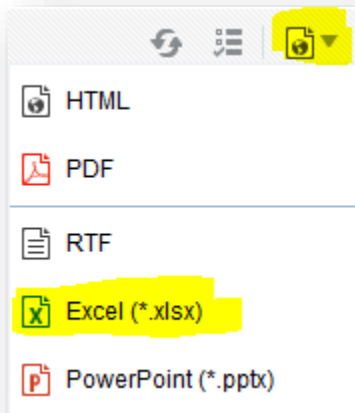 HTML
PDF
RTF
Excel (*.xlsx)
PowerPoint (*.pptx)